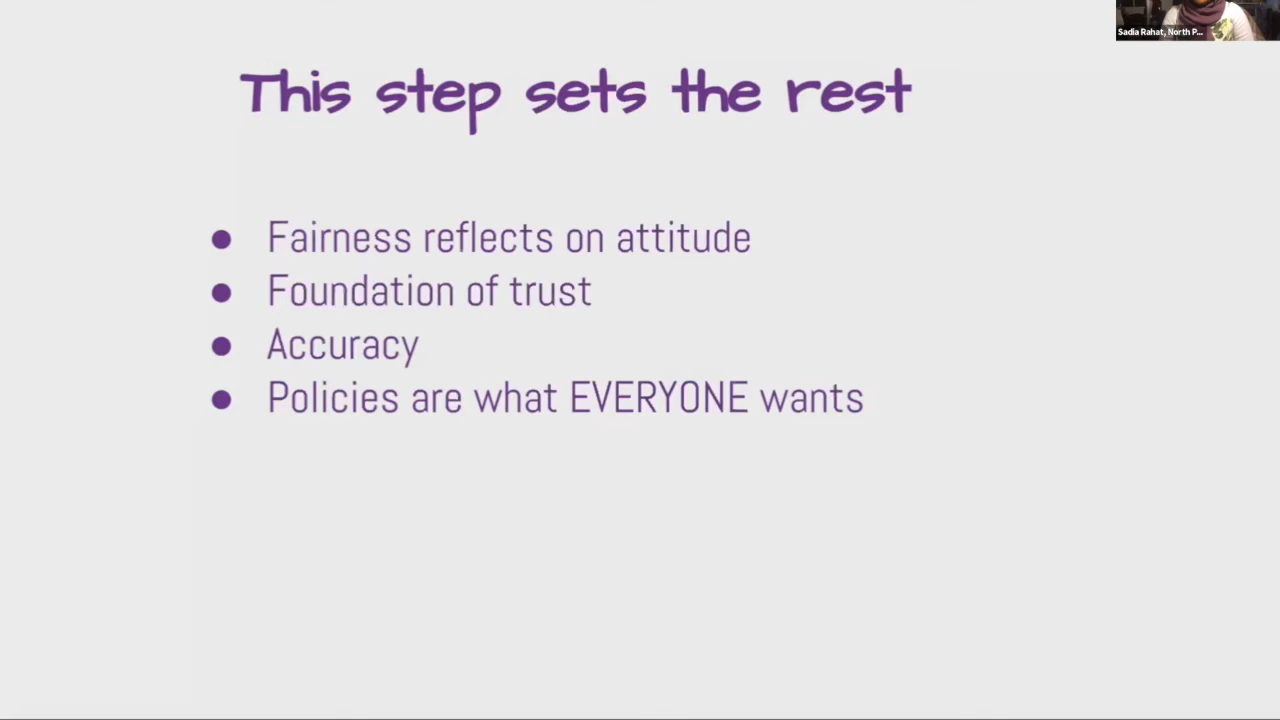 Sadia Rahat, North P...
This step sets the rest
● Fairness reflects on attitude
● Foundation of trust
● Accuracy
● Policies are what EVERYONE wants